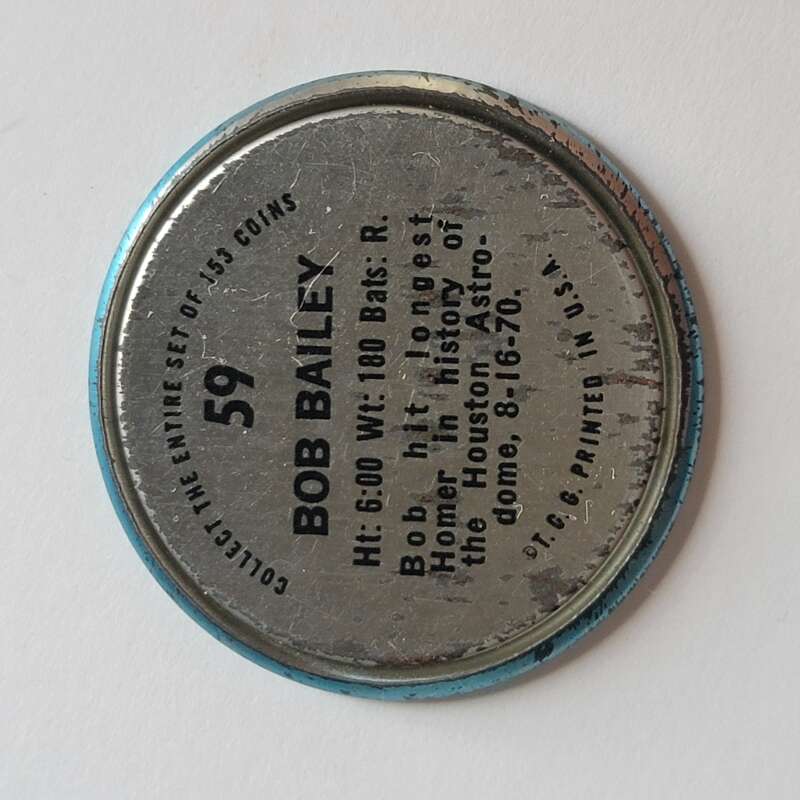 COLLECT THE ENTIRE SET OF 153 COINS
59
BOB BAILEY
Ht: 6:00 Wt: 180 Bats: R.
Bob hit longest
Homer in history of
the Houston Astro-
dome, 8-16-70.
©T. C. G. PRINTED IN U.S.A.